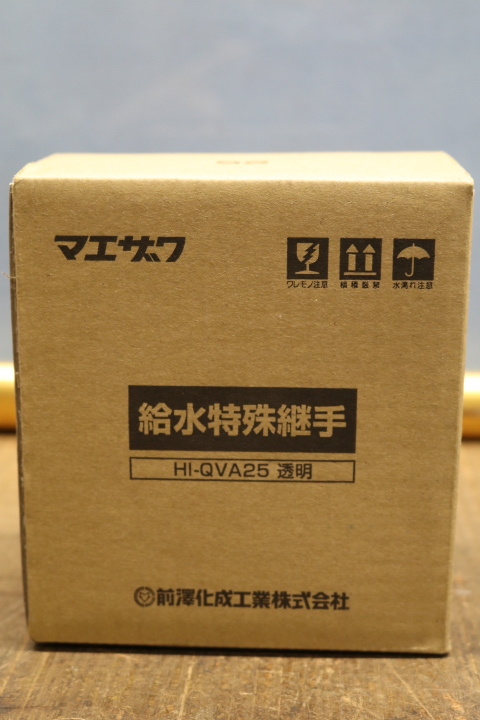 マエザワ
ワレモノ注意 横積厳禁 水濡れ注意
給水特殊継手
HI-QVA25 透明
前澤化成工業株式会社